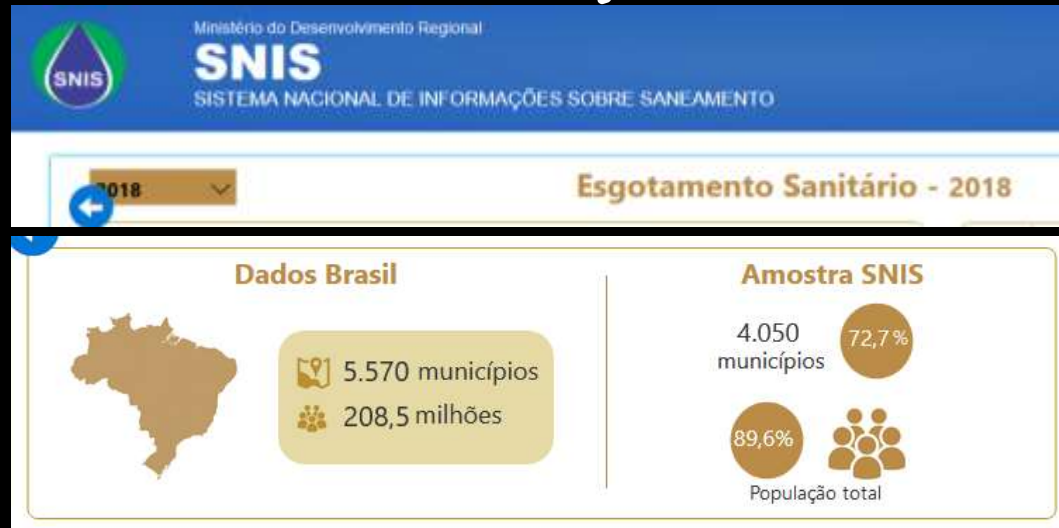 Ministério do Desenvolvimento Regional
SNIS
SNIS
SISTEMA NACIONAL DE INFORMAÇÕES SOBRE SANEAMENTO
2018
Esgotamento Sanitário - 2018
Dados Brasil
5.570 municípios
208,5 milhões
Amostra SNIS
4.050
municípios
72,7%
89,6%
População total